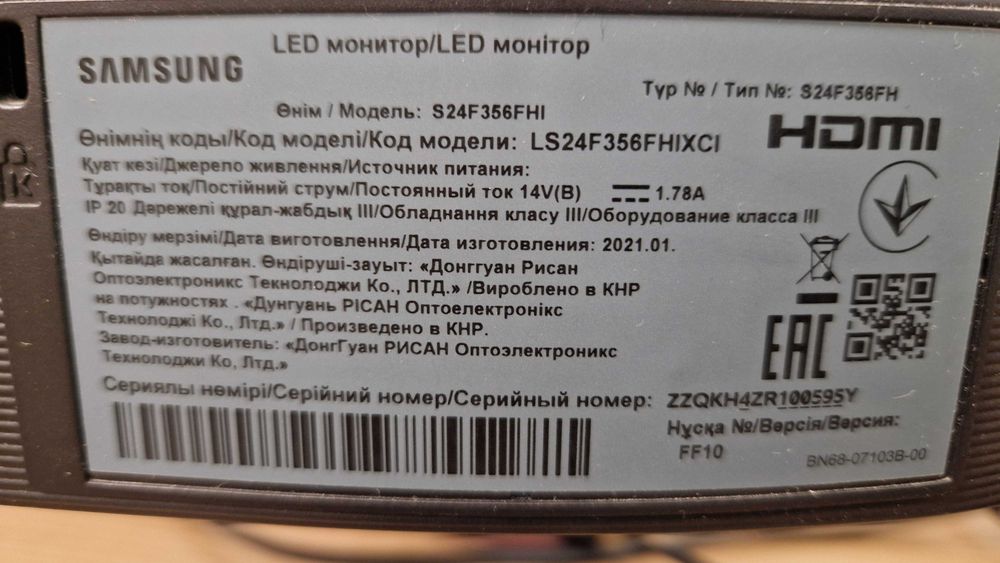 LED монитор/LED монітор
SAMSUNG
Түр № / Тип №: S24F356FH
Өнім / Модель: S24F356FHI
HDMI
Өнімнің коды/Код моделі/Код модели: LS24F356FHIXCI
Қуат көзі/Джерело живлення/Источник питания:
Тұрақты ток/Постійний струм/Постоянный ток 14V(B) 1.78A
IP 20 Дәрежелі құрал-жабдық III/Обладнання класу III/Оборудование класса III
Өндіру мерзімі/Дата виготовлення/Дата изготовления: 2021.01.
Қытайда жасалған. Өндіруші-зауыт: «Донггуан Рисан
Оптоэлектроникс Текнолоджи Ко., ЛТД.» /Вироблено в КНР
на потужностях . «Дунгуань РІСАН Оптоелектронікс
Технолоджі Ко., Лтд.» / Произведено в КНР.
Завод-изготовитель: «ДонгГуан РИСАН Оптоэлектроникс
Технолоджи Ко, Лтд.»
EAC
Сериялы нөмірі/Серійний номер/Серийный номер: ZZQKH4ZR100595Y
Нұсқа №/Версія/Версия:
FF10
BN68-07103B-00